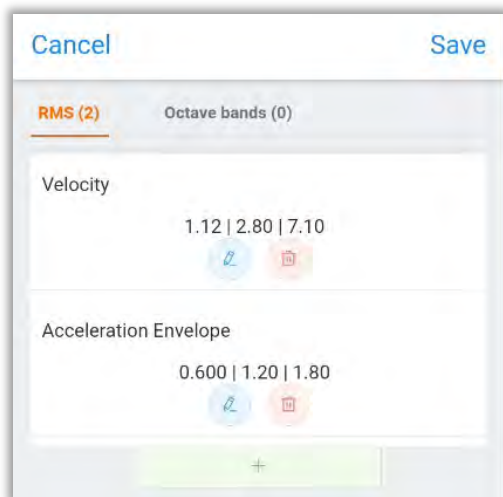 Cancel Save
RMS (2) Octave bands (0)
Velocity
1.12 | 2.80 | 7.10
Acceleration Envelope
0.600 | 1.20 | 1.80
+